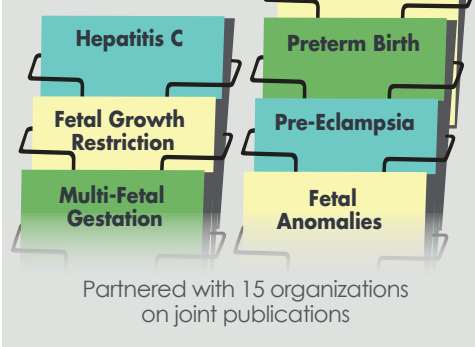 Hepatitis C
Fetal Growth
Restriction
Multi-Fetal
Gestation
Preterm Birth
Pre-Eclampsia
Fetal
Anomalies
Partnered with 15 organizations
on joint publications